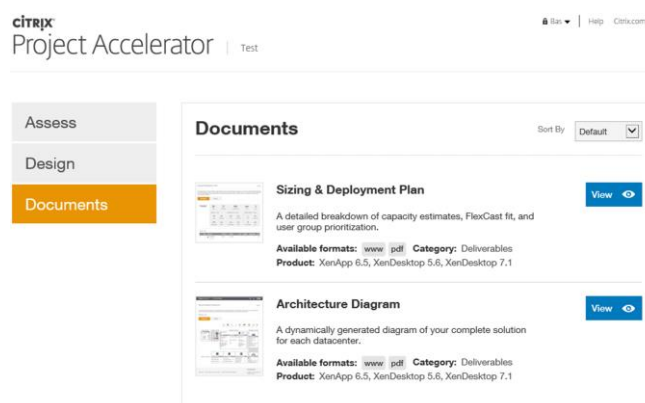 CİTRIX
Project Accelerator | Test
Bas | Help Citrix.com
Assess
Design
Documents
Documents
Sort By Default
Sizing & Deployment Plan
View
A detailed breakdown of capacity estimates, FlexCast fit, and
user group prioritization.
Available formats: www pdf Category: Deliverables
Product: XenApp 6.5, XenDesktop 5.6, XenDesktop 7.1
Architecture Diagram
View
A dynamically generated diagram of your complete solution
for each datacenter.
Available formats: www pdf Category: Deliverables
Product: XenApp 6.5, XenDesktop 5.6, XenDesktop 7.1